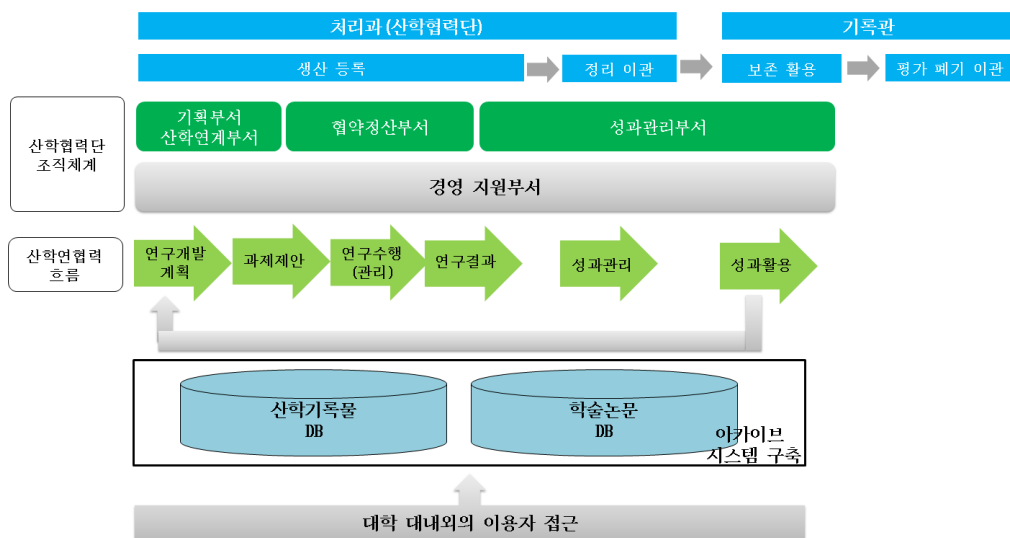 처리과(산학협력단)
기록관
생산 등록
정리 이관
보존 활용
평가 폐기 이관
산학협력단
조직체계
기획부서
산학연계부서
협약정산부서
성과관리부서
경영 지원부서
산학연협력
흐름
연구개발
계획
과제제안
연구수행
(관리)
연구결과
성과관리
성과활용
산학기록물
DB
학술논문
DB
아카이브
시스템 구축
대학 대내외의 이용자 접근